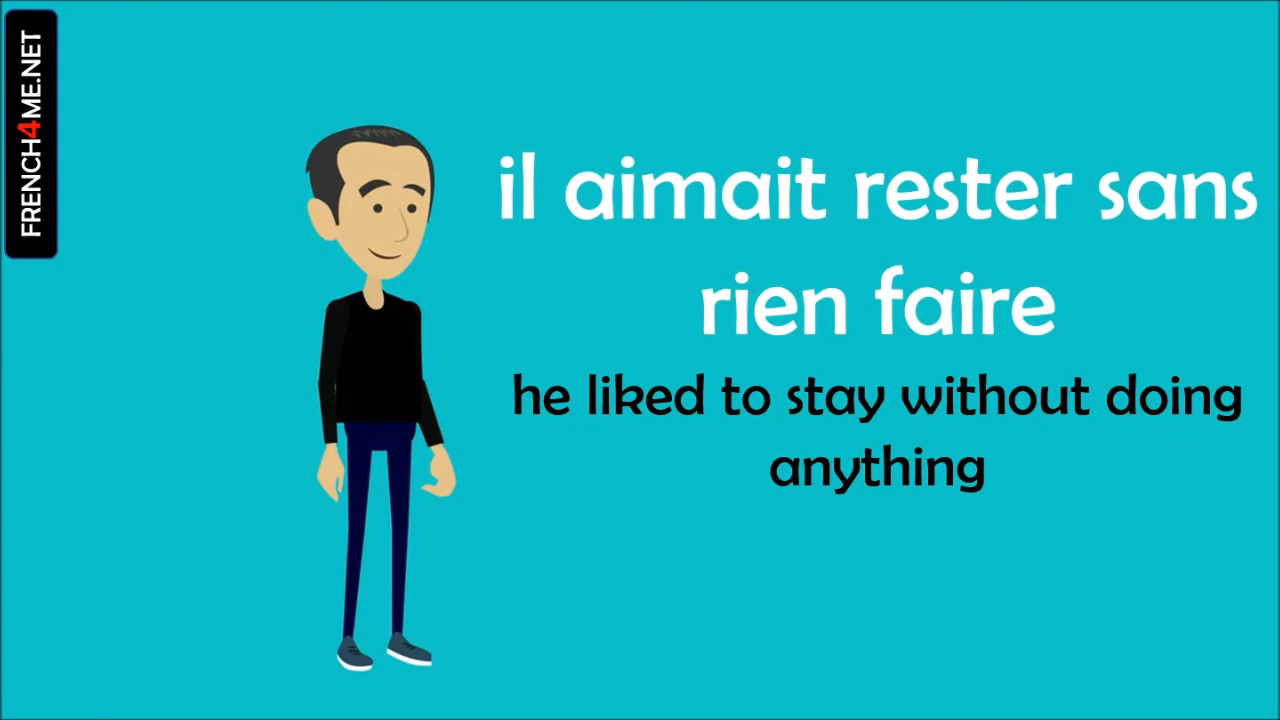 FRENCH4ME.NET
il aimait rester sans
rien faire
he liked to stay without doing
anything